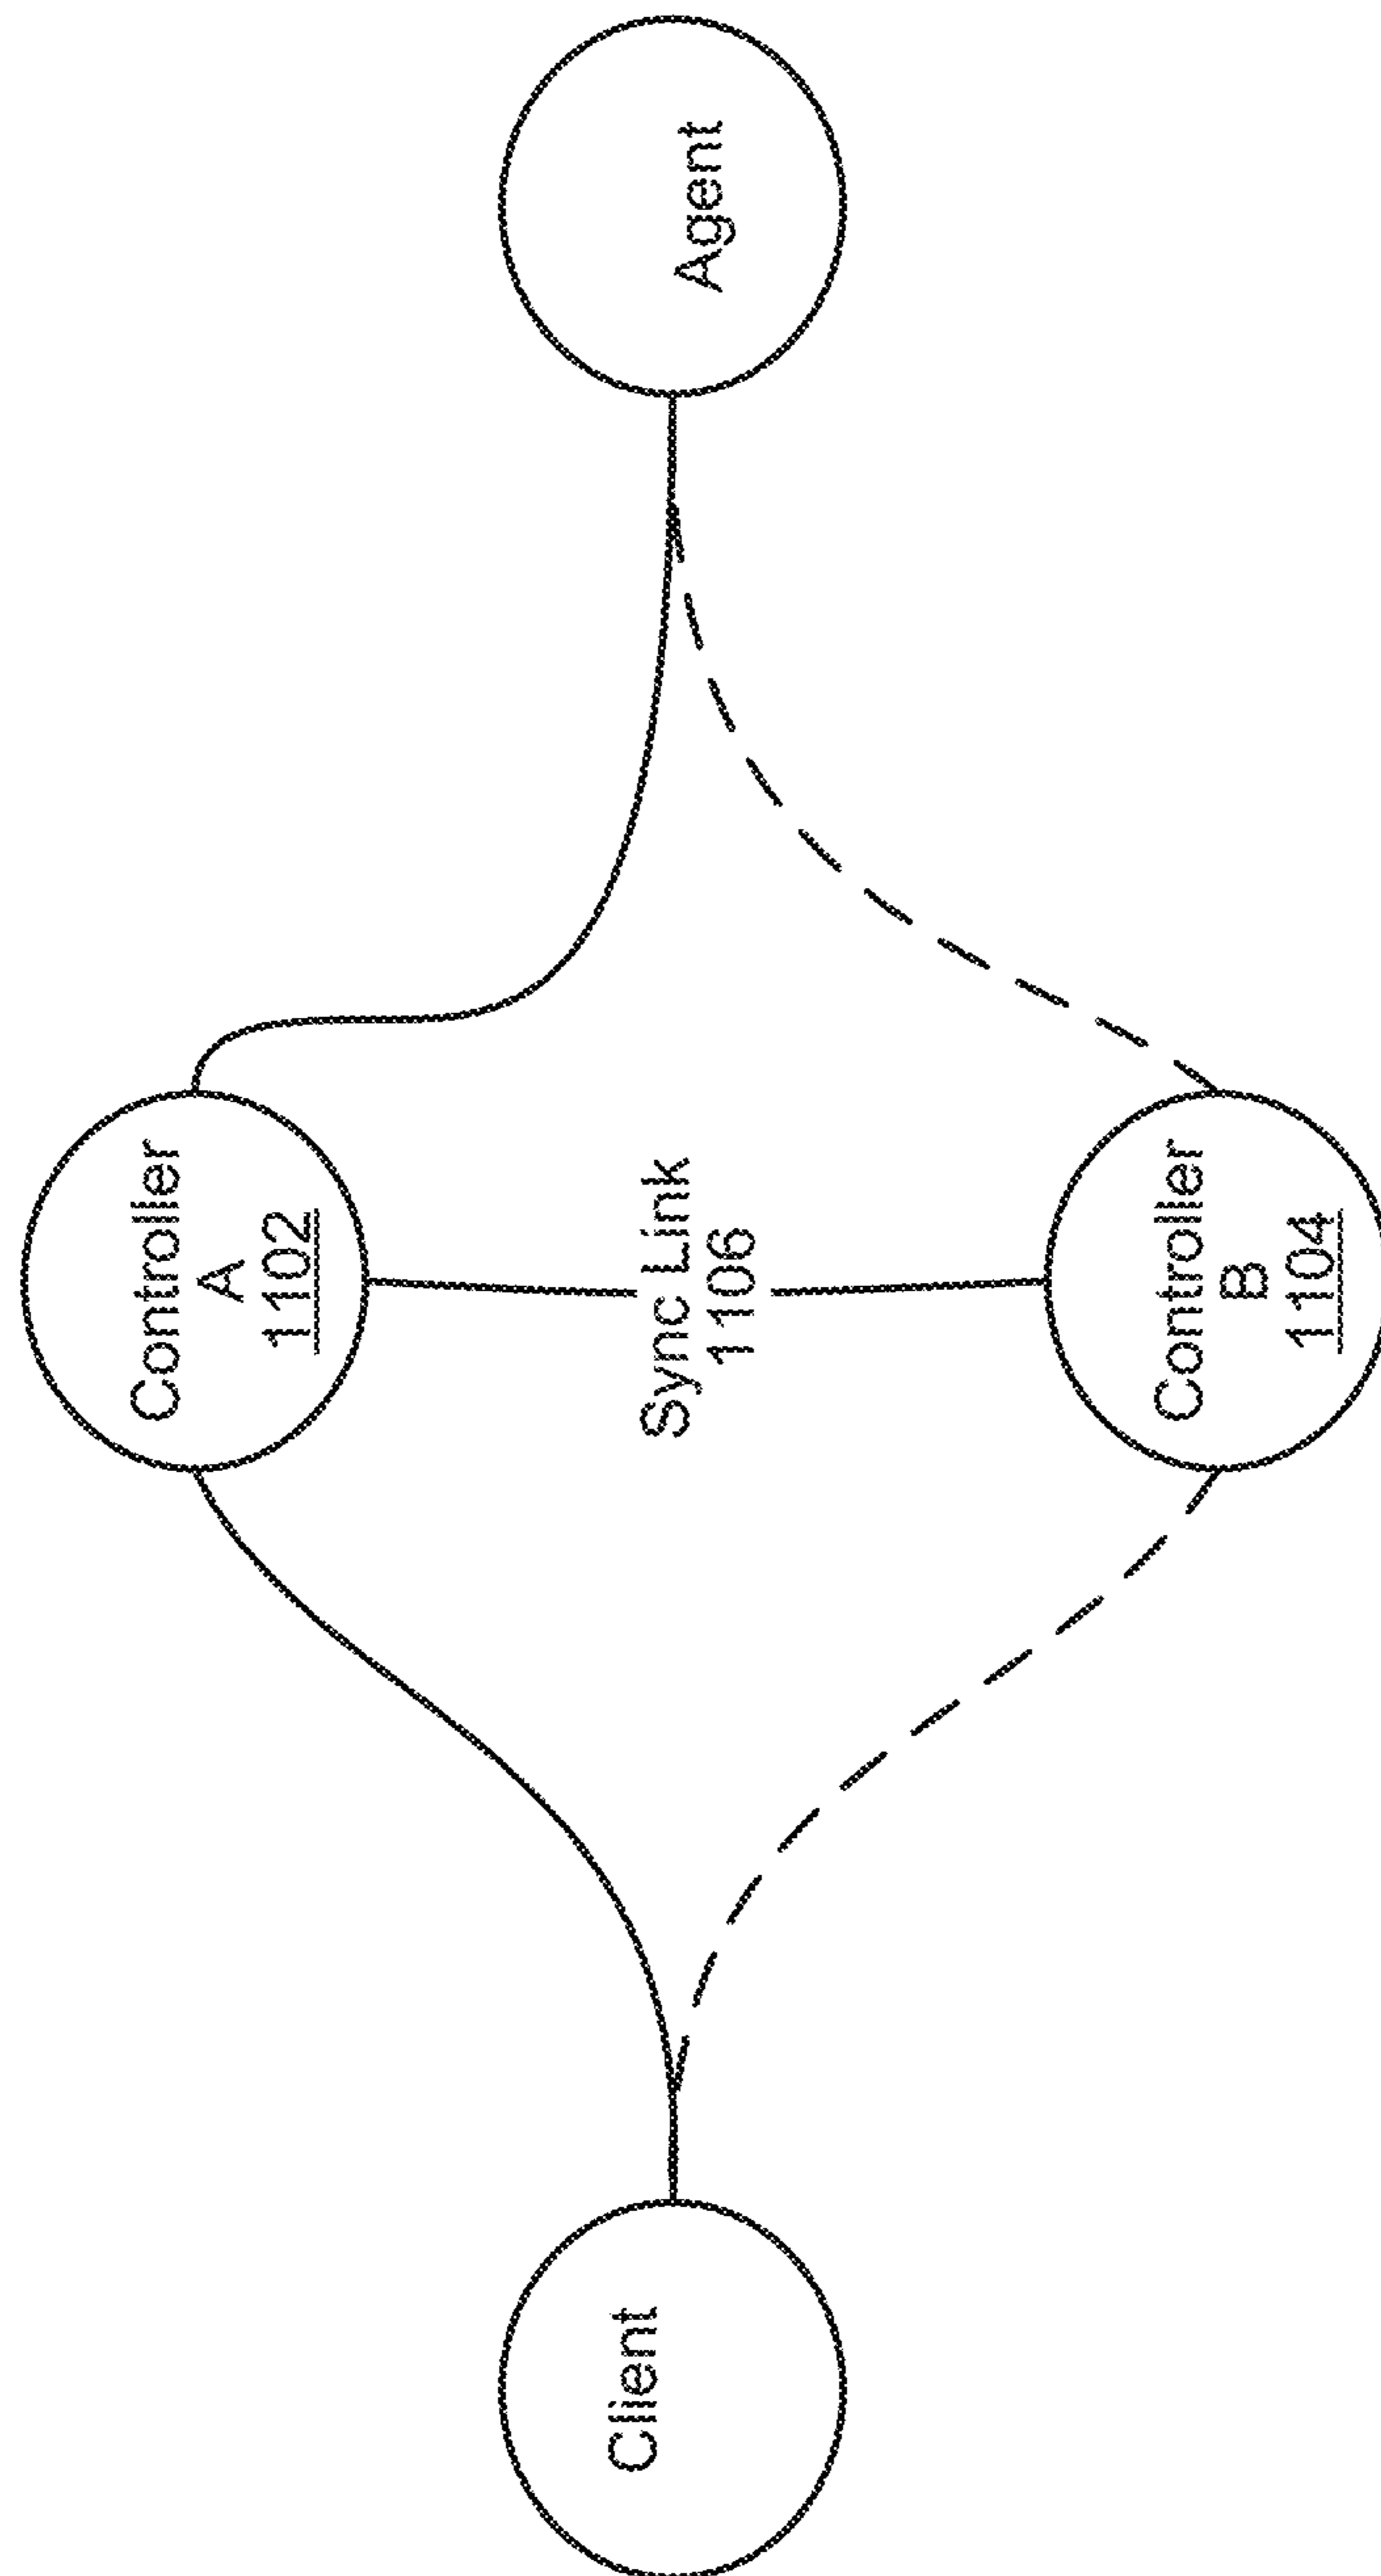 Controller
A
1102
Client
Sync Link
1106
Agent
Controller
B
1104